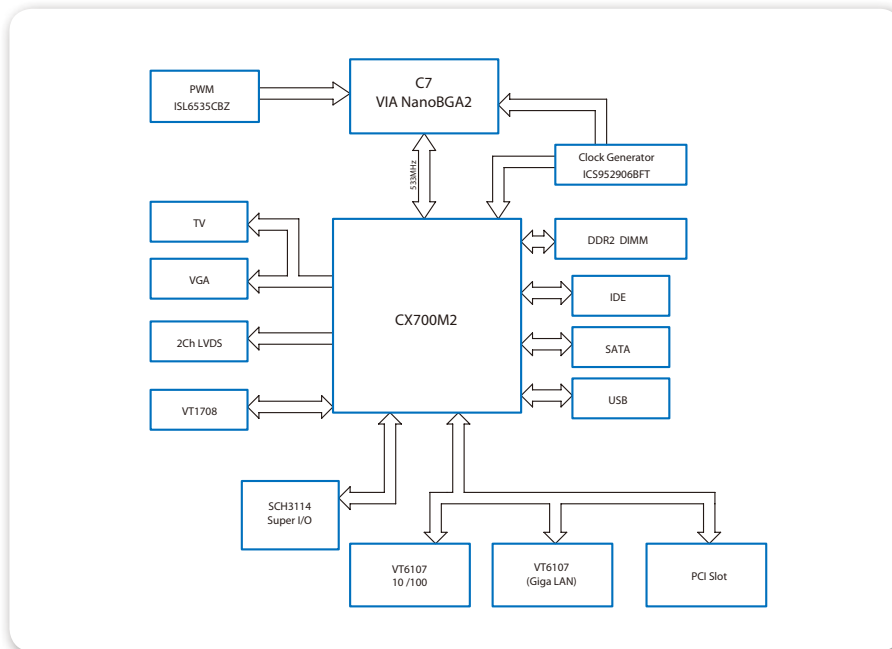 C7
VIA NanoBGA2
PWM
ISL6535CBZ
Clock Generator
ICS952906BFT
533MHz
TV
DDR2 DIMM
VGA
IDE
CX700M2
2Ch LVDS
SATA
VT1708
USB
SCH3114
Super I/O
VT6107
10 /100
VT6107
(Giga LAN)
PCI Slot